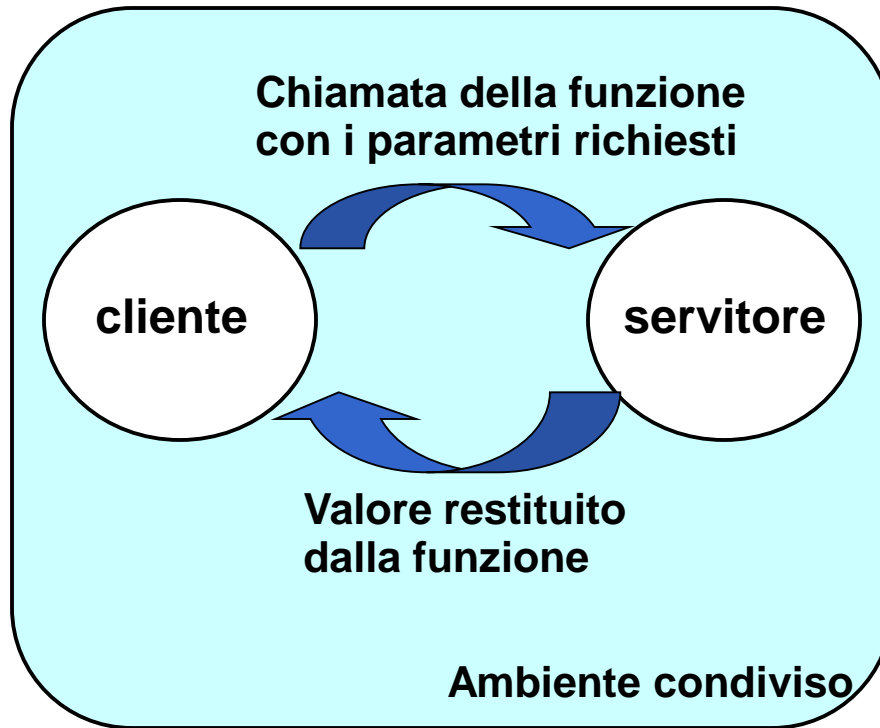 Chiamata della funzione
con i parametri richiesti
cliente
servitore
Valore restituito
dalla funzione
Ambiente condiviso